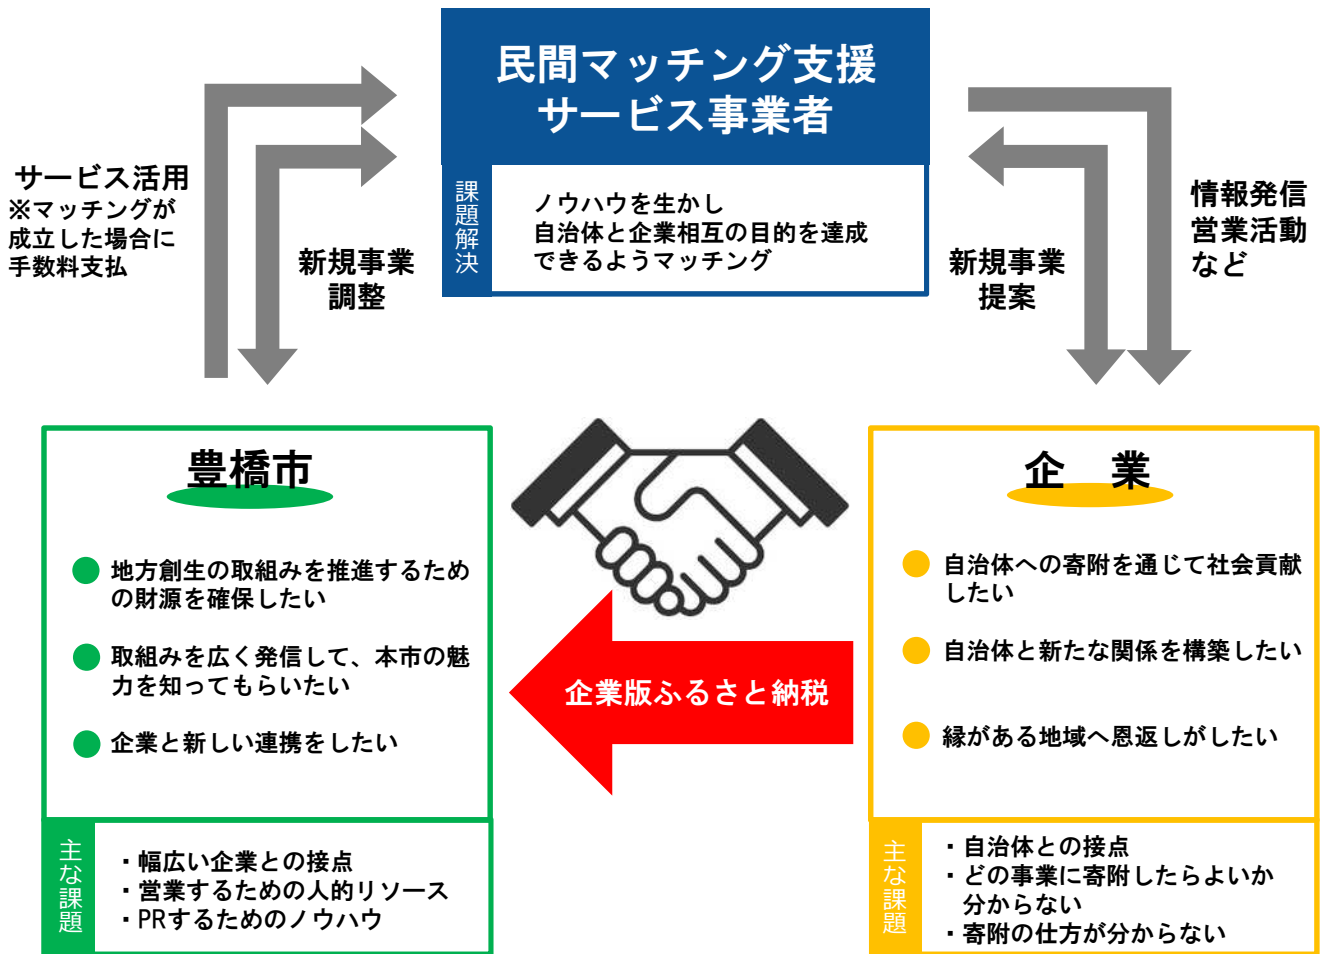 民間マッチング支援
サービス事業者
課題解決
ノウハウを生かし
自治体と企業相互の目的を達成
できるようマッチング
サービス活用
※マッチングが
成立した場合に
手数料支払
新規事業
調整
新規事業
提案
情報発信
営業活動
など
豊橋市
● 地方創生の取組みを推進するため
の財源を確保したい
● 取組みを広く発信して、本市の魅
力を知ってもらいたい
● 企業と新しい連携をしたい
主な課題
・幅広い企業との接点
・営業するための人的リソース
・PRするためのノウハウ
企業版ふるさと納税
企　業
● 自治体への寄附を通じて社会貢献
したい
● 自治体と新たな関係を構築したい
● 縁がある地域へ恩返しがしたい
主な課題
・自治体との接点
・どの事業に寄附したらよいか
分からない
・寄附の仕方が分からない